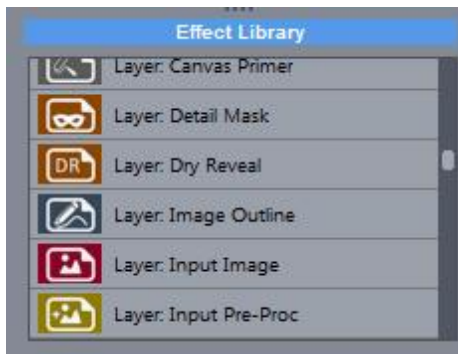 Effect Library
Layer: Canvas Primer
Layer: Detail Mask
DR Layer: Dry Reveal
Layer: Image Outline
Layer: Input Image
Layer: Input Pre-Proc